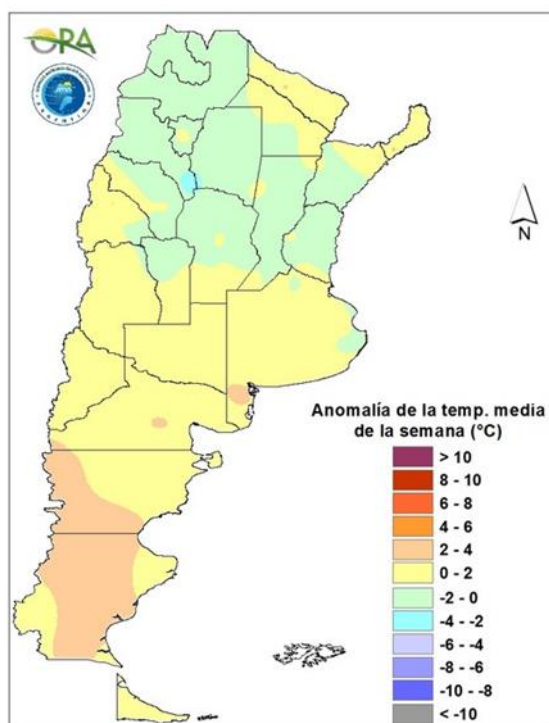 ORA
N
Anomalía de la temp. media
de la semana (°C)
> 10
8 - 10
6 - 8
4 - 6
2 - 4
0 - 2
-2 - 0
-4 - -2
-6 - -4
-8 - -6
-10 - -8
< -10